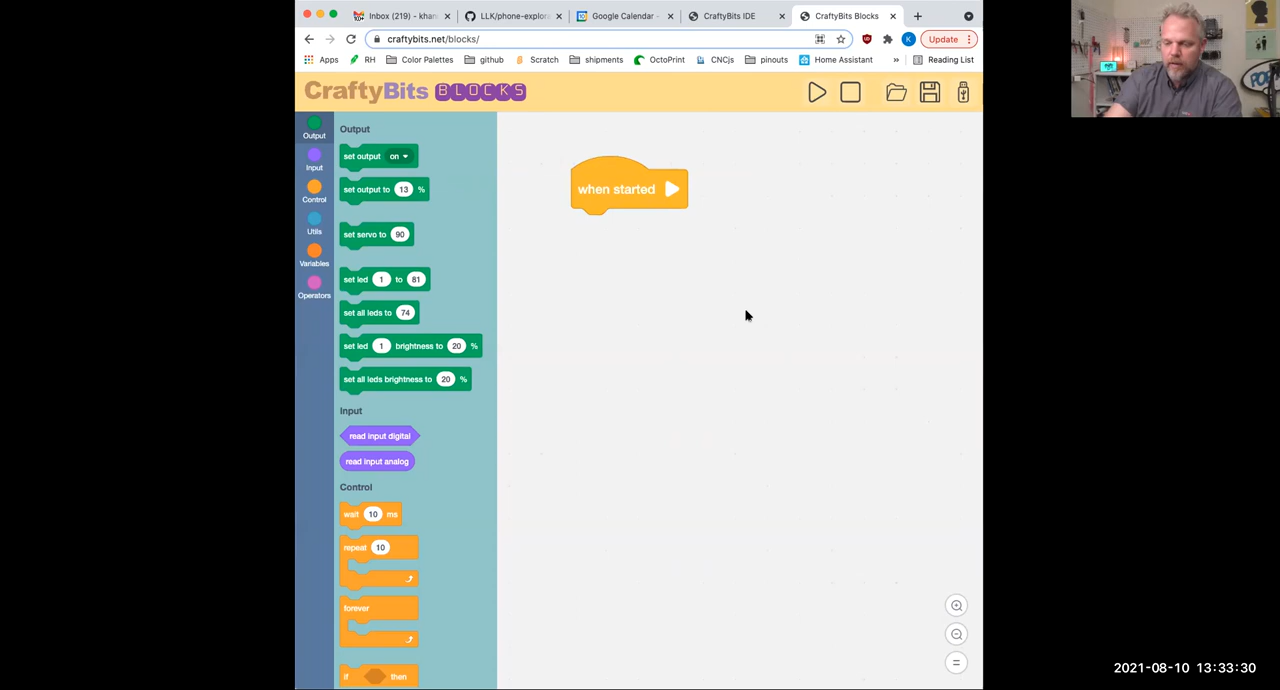 Inbox (219) - khan
LLK/phone-explor
Google Calendar -
CraftyBits IDE
CraftyBits Blocks
craftybits.net/blocks/
Update
Apps
RH
Color Palettes
github
Scratch
shipments
OctoPrint
CNCjs
pinouts
Home Assistant
»
Reading List
CraftyBits BLOCKS
Output
Input
Control
Utils
Variables
Operators
Output
set output on
set output to 13 %
set servo to 90
set led 1 to 81
set all leds to 74
set led 1 brightness to 20 %
set all leds brightness to 20 %
Input
read input digital
read input analog
Control
wait 10 ms
repeat 10
forever
if then
when started
2021-08-10 13:33:30